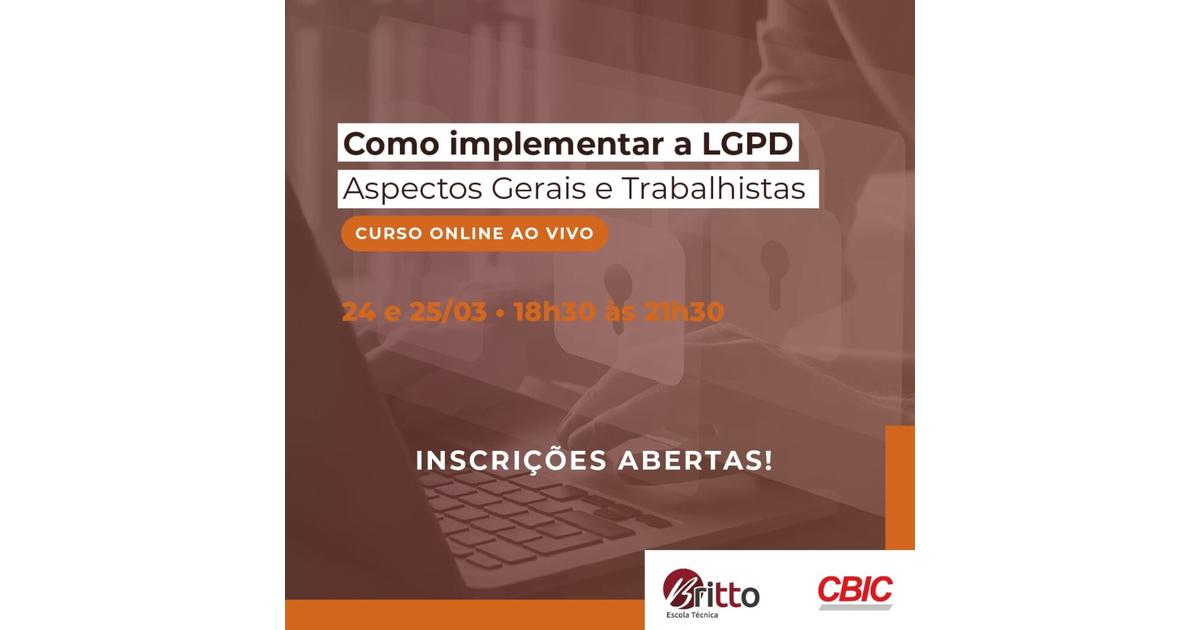 Como implementar a LGPD
Aspectos Gerais e Trabalhistas
CURSO ONLINE AO VIVO
24 e 25/03 • 18h30 às 21h30
INSCRIÇÕES ABERTAS!
Britto
Escola Técnica
CBIC